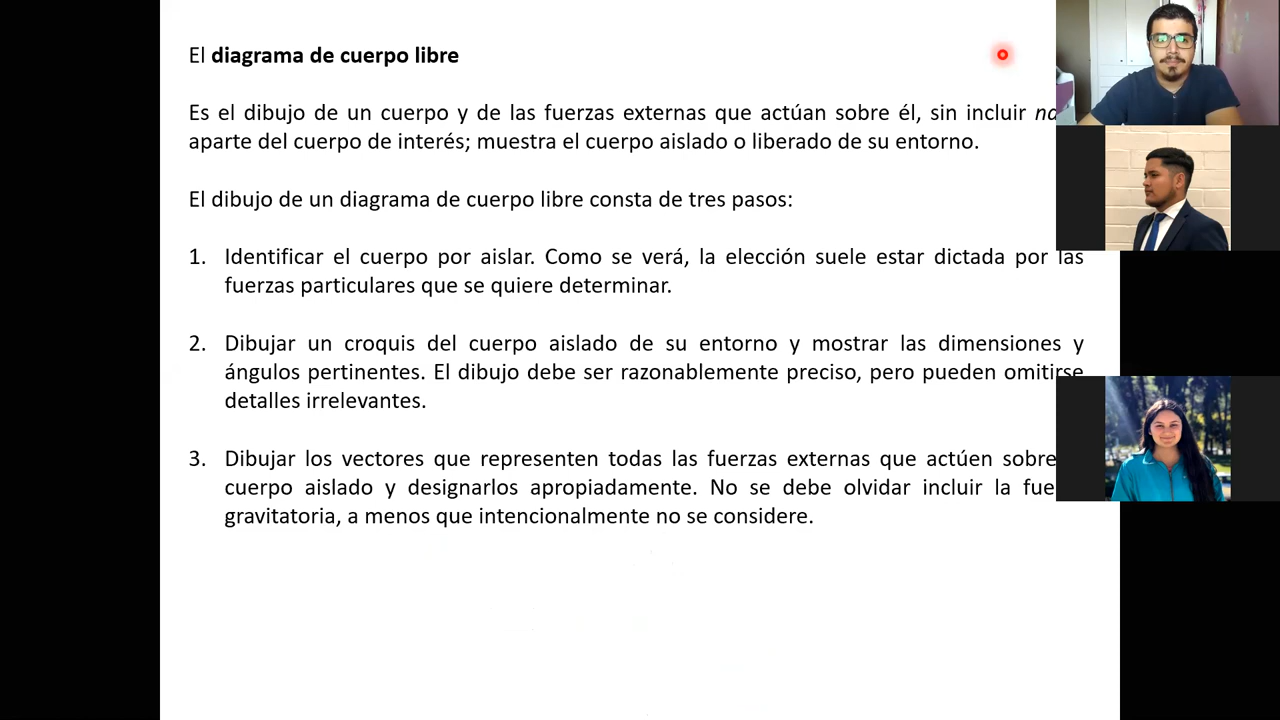 El diagrama de cuerpo libre
Es el dibujo de un cuerpo y de las fuerzas externas que actúan sobre él, sin incluir
aparte del cuerpo de interés; muestra el cuerpo aislado o liberado de su entorno.
El dibujo de un diagrama de cuerpo libre consta de tres pasos:
1. Identificar el cuerpo por aislar. Como se verá, la elección suele estar dictada por las
fuerzas particulares que se quiere determinar.
2. Dibujar un croquis del cuerpo aislado de su entorno y mostrar las dimensiones y
ángulos pertinentes. El dibujo debe ser razonablemente preciso, pero pueden omitirse
detalles irrelevantes.
3. Dibujar los vectores que representen todas las fuerzas externas que actúen sobre
cuerpo aislado y designarlos apropiadamente. No se debe olvidar incluir la
gravitatoria, a menos que intencionalmente no se considere.